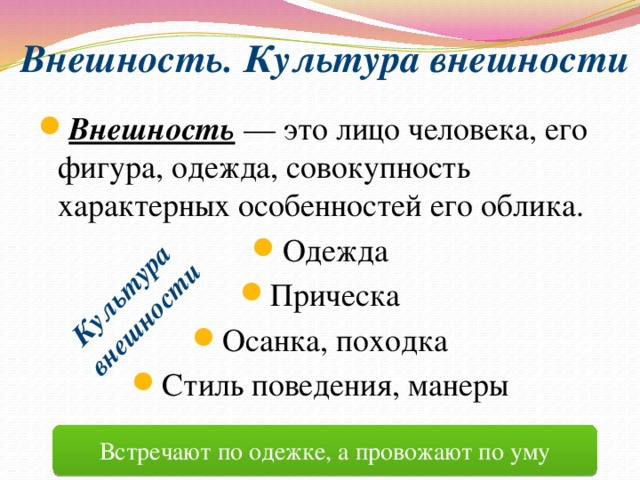 Внешность. Культура внешности
Внешность — это лицо человека, его
фигура, одежда, совокупность
характерных особенностей его облика.
Одежда
Прическа
Осанка, походка
Стиль поведения, манеры
Культура
внешности
Встречают по одежке, а провожают по уму